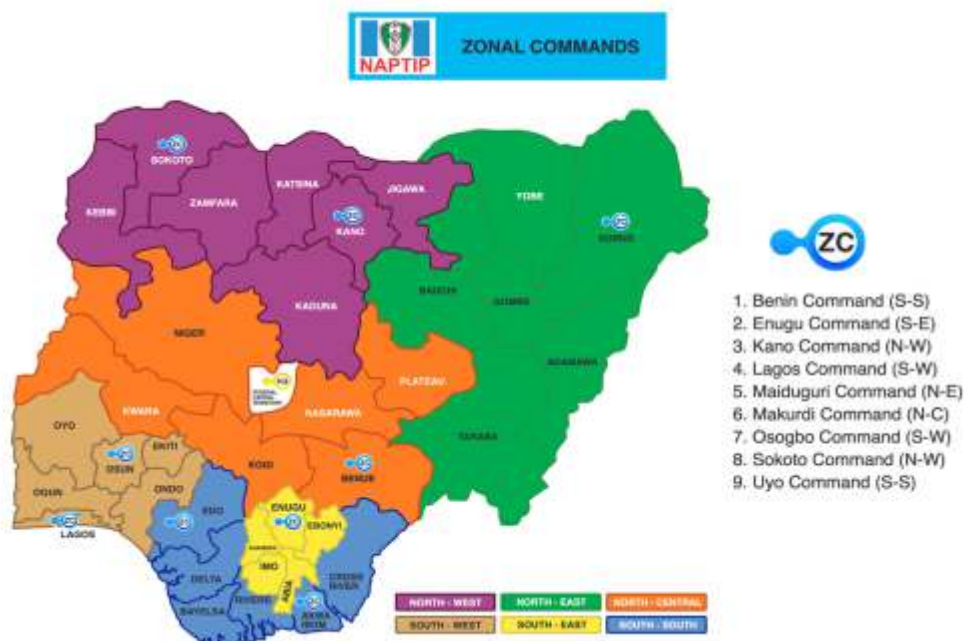 NAPTIP
ZONAL COMMANDS
SOKOTO
KATSINA
JIGAWA
YOBE
KEBBI
ZAMFARA
KANO
BORNO
BAUCHI
GOMBE
KADUNA
NIGER
ADAMAWA
PLATEAU
FEDERAL
CAPITAL
TERRITORY
KWARA
NASARAWA
TARABA
OYO
EKITI
OSUN
KOGI
BENUE
OGUN
ONDO
EDO
ENUGU
EBONYI
LAGOS
IMO
ABIA
DELTA
CROSS
RIVER
BAYELSA
RIVERS
AKWA
IBOM
ZC
1. Benin Command (S-S)
2. Enugu Command (S-E)
3. Kano Command (N-W)
4. Lagos Command (S-W)
5. Maiduguri Command (N-E)
6. Makurdi Command (N-C)
7. Osogbo Command (S-W)
8. Sokoto Command (N-W)
9. Uyo Command (S-S)
NORTH - WEST
NORTH - EAST
NORTH - CENTRAL
SOUTH - WEST
SOUTH - EAST
SOUTH - SOUTH